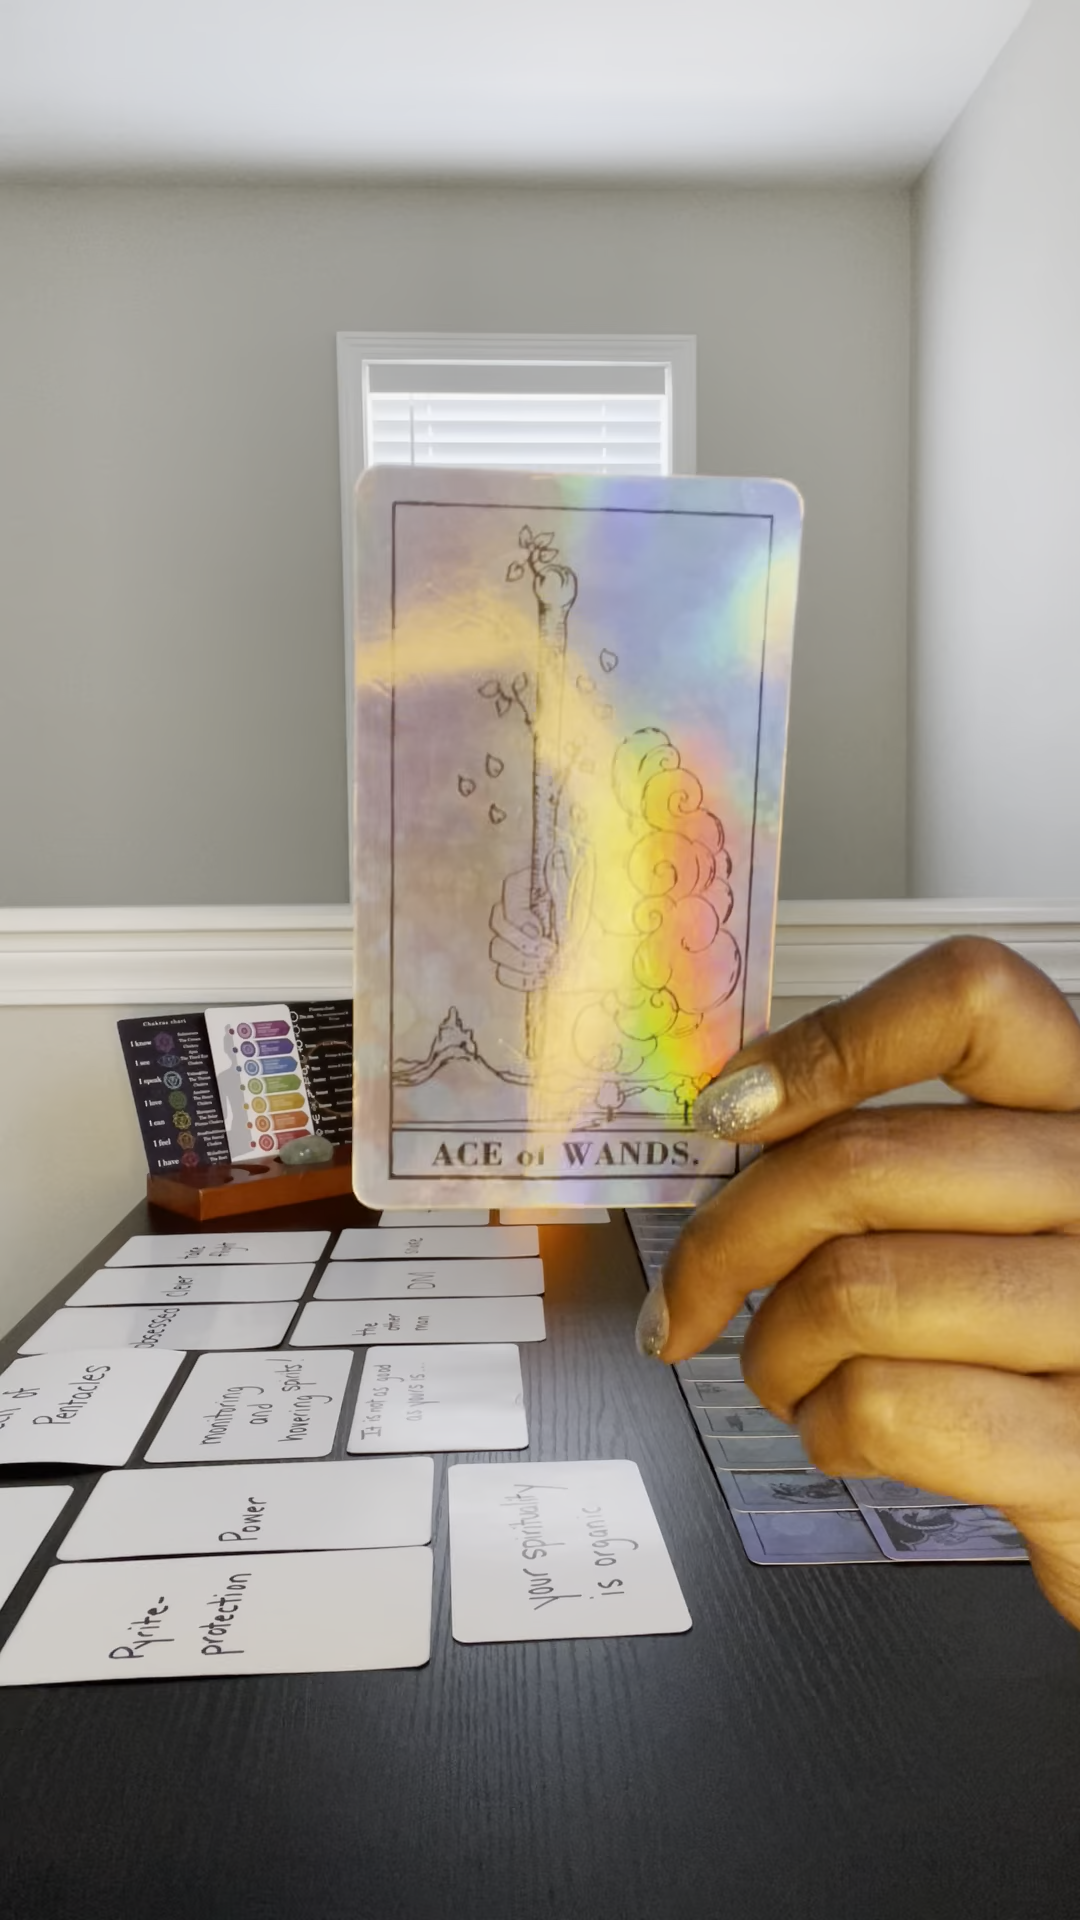 ACE of WANDS.
Chakras chart
I know
I see
I speak
I love
I can
I feel
I have
take
flight
clever
obsessed
DM
the
other
man
of
Pentacles
monitoring
and
hovering spirits!
It is not as good
as yours is...
Power
Pyrite-
protection
your spirituality
is organic